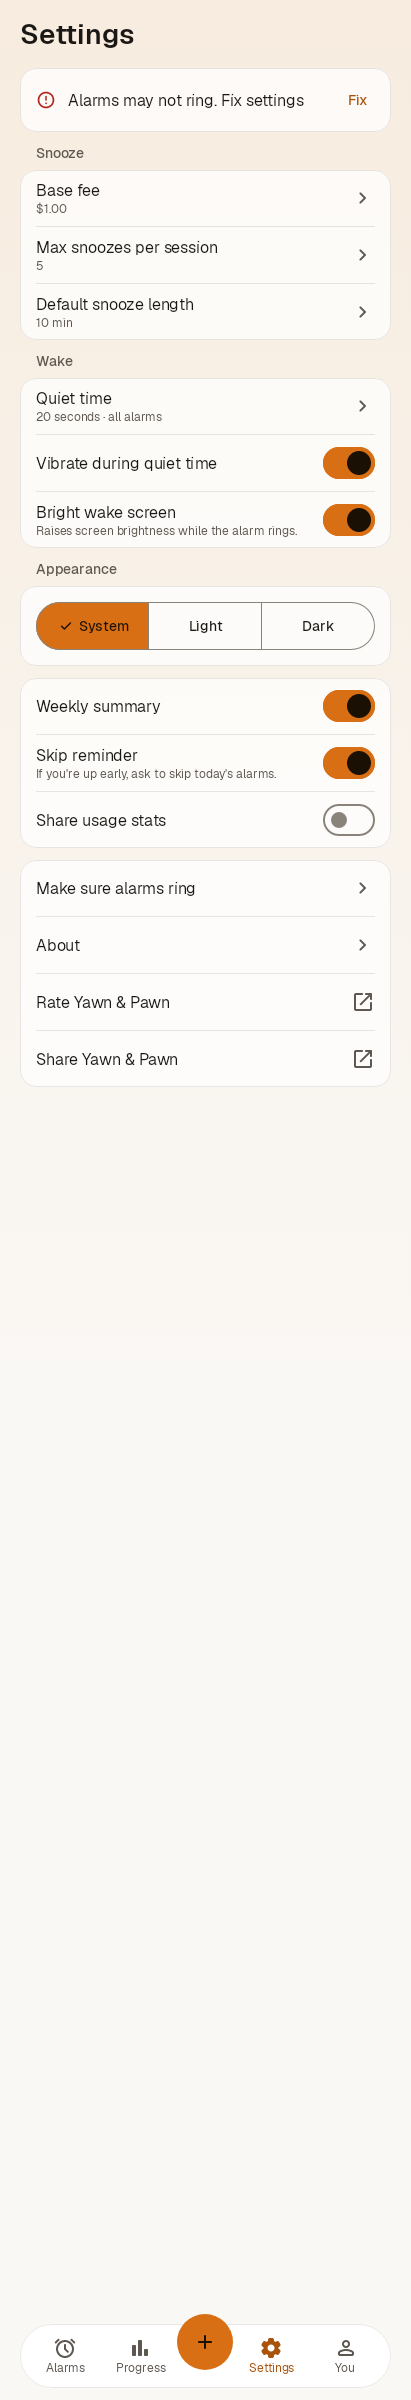 Settings
Alarms may not ring. Fix settings
Fix
Snooze
Base fee
$1.00
Max snoozes per session
5
Default snooze length
10 min
Wake
Quiet time
20 seconds · all alarms
Vibrate during quiet time
Bright wake screen
Raises screen brightness while the alarm rings.
Appearance
System
Light
Dark
Weekly summary
Skip reminder
If you're up early, ask to skip today's alarms.
Share usage stats
Make sure alarms ring
About
Rate Yawn & Pawn
Share Yawn & Pawn
Alarms
Progress
Settings
You